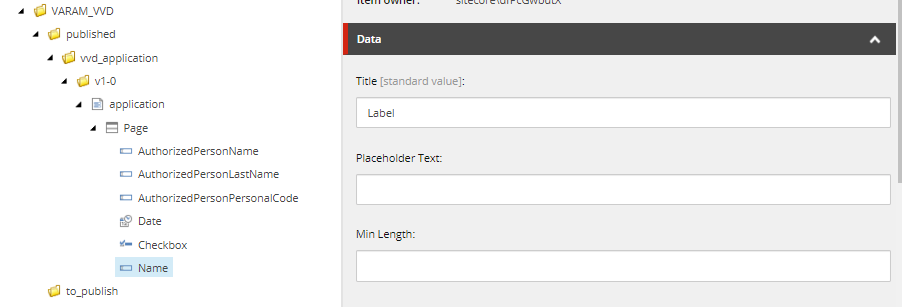 VARAM_VVD
published
vvd_application
v1-0
application
Page
AuthorizedPersonName
AuthorizedPersonLastName
AuthorizedPersonPersonalCode
Date
Checkbox
Name
to_publish
Item owner:
Data
Title [standard value]:
Label
Placeholder Text:
Min Length: